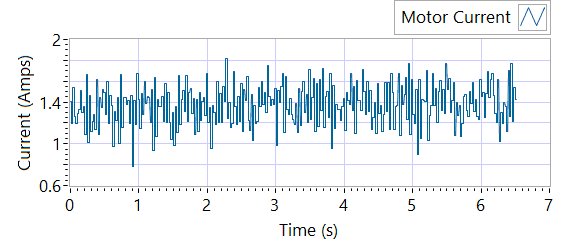 Motor Current
2
1.4
1
0.6
Current (Amps)
0 1 2 3 4 5 6 7
Time (s)